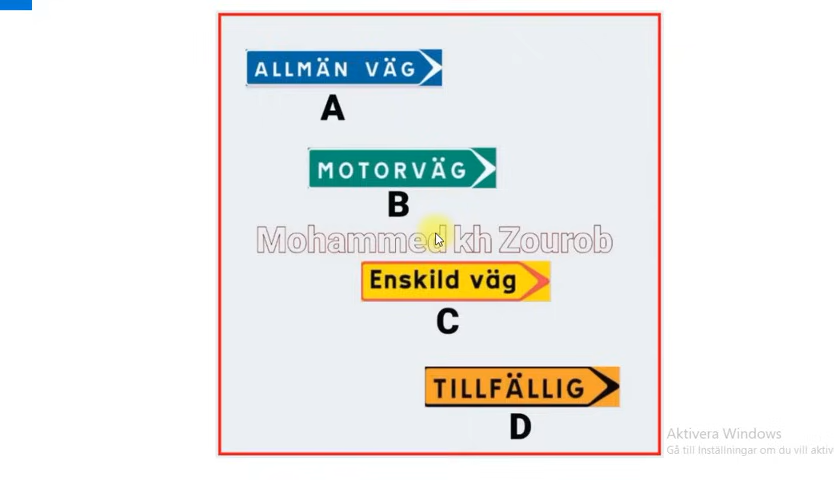 ALLMÄN VÄG
A
MOTORVÄG
B
Mohammed kh Zourob
Enskild väg
C
TILLFÄLLIG
D
Aktivera Windows
Gå till Inställningar om du vill aktiv